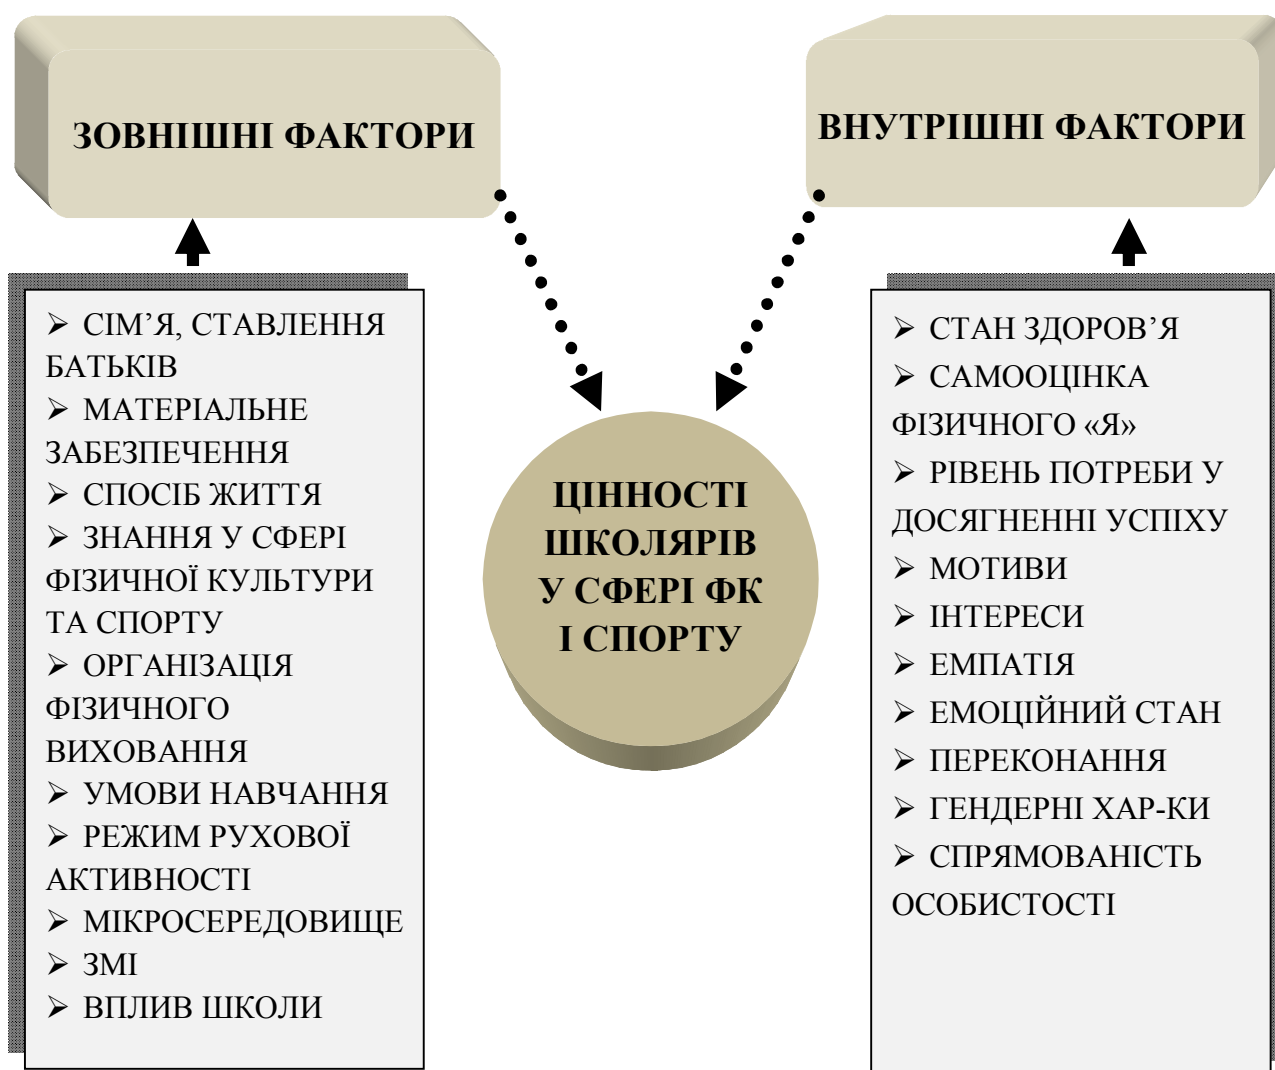 ЗОВНІШНІ ФАКТОРИ
ВНУТРІШНІ ФАКТОРИ
➢ СІМ’Я, СТАВЛЕННЯ
БАТЬКІВ
➢ МАТЕРІАЛЬНЕ
ЗАБЕЗПЕЧЕННЯ
➢ СПОСІБ ЖИТТЯ
➢ ЗНАННЯ У СФЕРІ
ФІЗИЧНОЇ КУЛЬТУРИ
ТА СПОРТУ
➢ ОРГАНІЗАЦІЯ
ФІЗИЧНОГО
ВИХОВАННЯ
➢ УМОВИ НАВЧАННЯ
➢ РЕЖИМ РУХОВОЇ
АКТИВНОСТІ
➢ МІКРОСЕРЕДОВИЩЕ
➢ ЗМІ
➢ ВПЛИВ ШКОЛИ
ЦІННОСТІ
ШКОЛЯРІВ
У СФЕРІ ФК
І СПОРТУ
➢ СТАН ЗДОРОВ’Я
➢ САМООЦІНКА
ФІЗИЧНОГО «Я»
➢ РІВЕНЬ ПОТРЕБИ У
ДОСЯГНЕННІ УСПІХУ
➢ МОТИВИ
➢ ІНТЕРЕСИ
➢ ЕМПАТІЯ
➢ ЕМОЦІЙНИЙ СТАН
➢ ПЕРЕКОНАННЯ
➢ ГЕНДЕРНІ ХАР-КИ
➢ СПРЯМОВАНІСТЬ
ОСОБИСТОСТІ